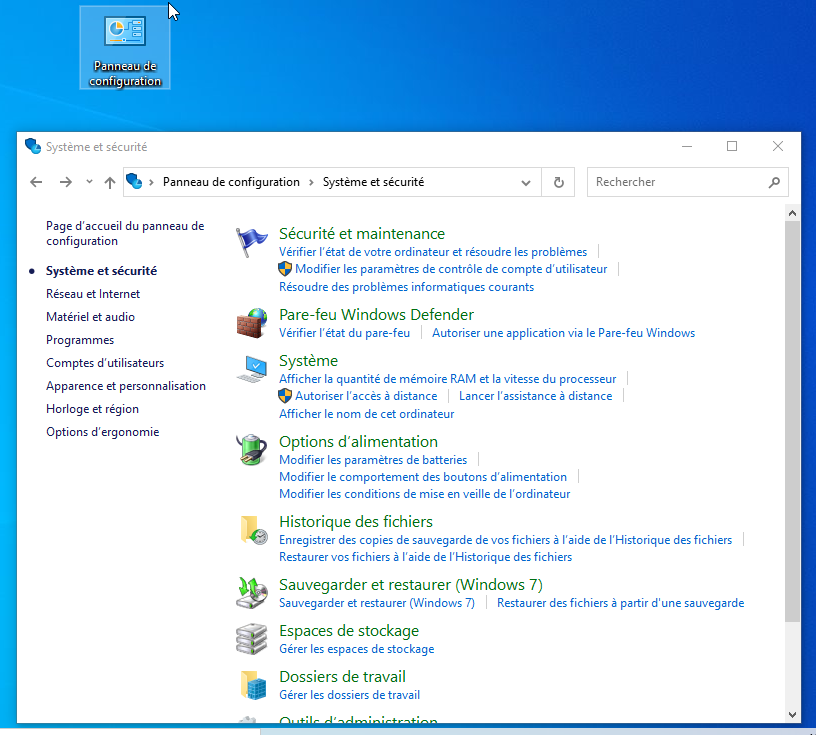 Panneau de
configuration
Système et sécurité
Panneau de configuration
Système et sécurité
Rechercher
Page d'accueil du panneau de
configuration
Système et sécurité
Réseau et Internet
Matériel et audio
Programmes
Comptes d'utilisateurs
Apparence et personnalisation
Horloge et région
Options d'ergonomie
Sécurité et maintenance
Vérifier l'état de votre ordinateur et résoudre les problèmes
Modifier les paramètres de contrôle de compte d'utilisateur
Résoudre des problèmes informatiques courants
Pare-feu Windows Defender
Vérifier l'état du pare-feu
Autoriser une application via le Pare-feu Windows
Système
Afficher la quantité de mémoire RAM et la vitesse du processeur
Autoriser l'accès à distance
Lancer l'assistance à distance
Afficher le nom de cet ordinateur
Options d'alimentation
Modifier les paramètres de batteries
Modifier le comportement des boutons d'alimentation
Modifier les conditions de mise en veille de l'ordinateur
Historique des fichiers
Enregistrer des copies de sauvegarde de vos fichiers à l'aide de l'Historique des fichiers
Restaurer vos fichiers à l'aide de l'Historique des fichiers
Sauvegarder et restaurer (Windows 7)
Sauvegarder et restaurer (Windows 7)
Restaurer des fichiers à partir d'une sauvegarde
Espaces de stockage
Gérer les espaces de stockage
Dossiers de travail
Gérer les dossiers de travail
Outils d'administration